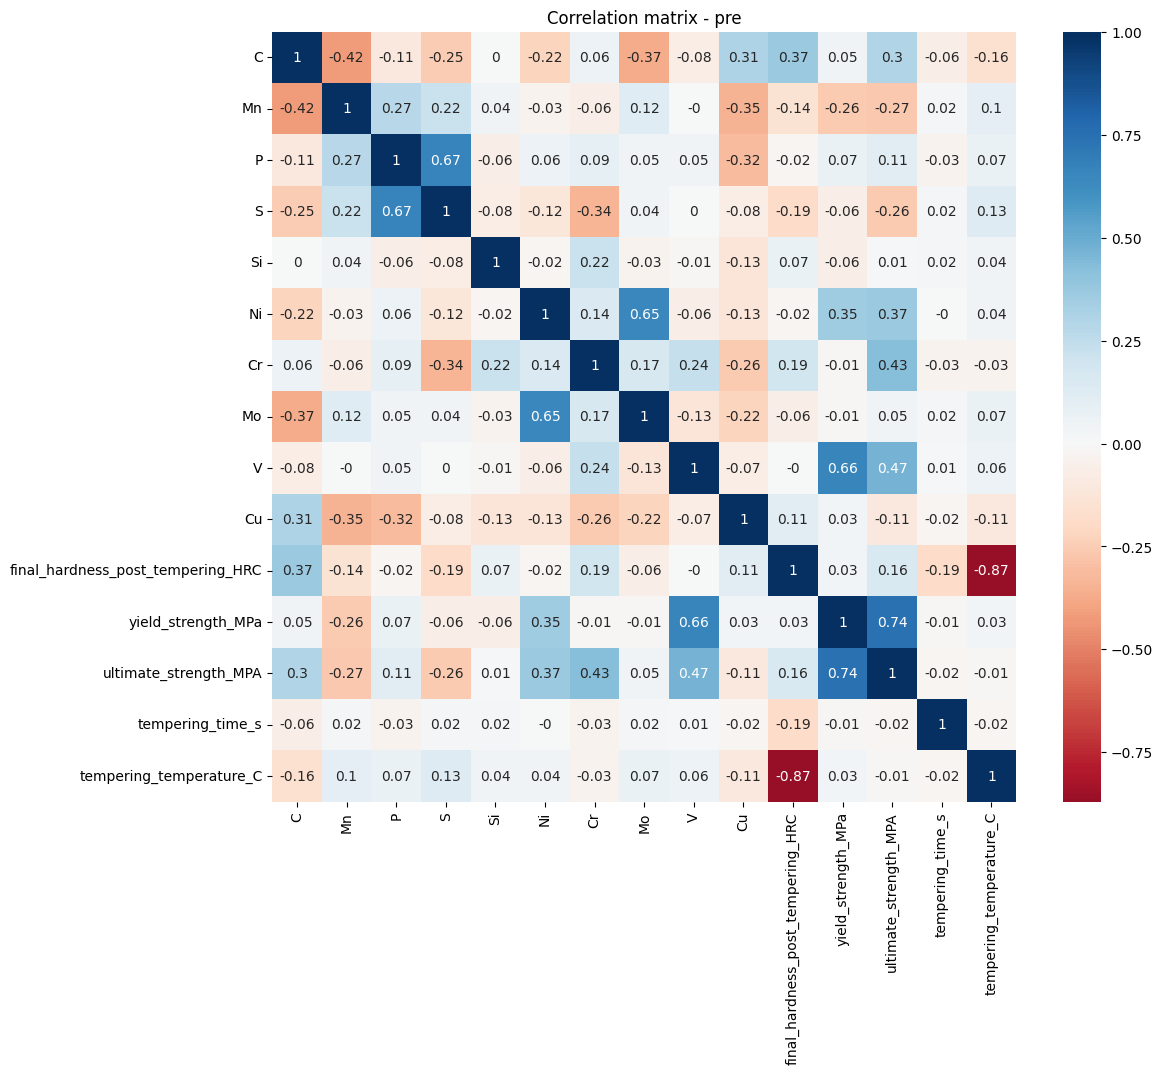 Correlation matrix - pre
C 1 -0.42 -0.11 -0.25 0 -0.22 0.06 -0.37 -0.08 0.31 0.37 0.05 0.3 -0.06 -0.16
Mn -0.42 1 0.27 0.22 0.04 -0.03 -0.06 0.12 -0 -0.35 -0.14 -0.26 -0.27 0.02 0.1
P -0.11 0.27 1 0.67 -0.06 0.06 0.09 0.05 0.05 -0.32 -0.02 0.07 0.11 -0.03 0.07
S -0.25 0.22 0.67 1 -0.08 -0.12 -0.34 0.04 0 -0.08 -0.19 -0.06 -0.26 0.02 0.13
Si 0 0.04 -0.06 -0.08 1 -0.02 0.22 -0.03 -0.01 -0.13 0.07 -0.06 0.01 0.02 0.04
Ni -0.22 -0.03 0.06 -0.12 -0.02 1 0.14 0.65 -0.06 -0.13 -0.02 0.35 0.37 -0 0.04
Cr 0.06 -0.06 0.09 -0.34 0.22 0.14 1 0.17 0.24 -0.26 0.19 -0.01 0.43 -0.03 -0.03
Mo -0.37 0.12 0.05 0.04 -0.03 0.65 0.17 1 -0.13 -0.22 -0.06 -0.01 0.05 0.02 0.07
V -0.08 -0 0.05 0 -0.01 -0.06 0.24 -0.13 1 -0.07 -0 0.66 0.47 0.01 0.06
Cu 0.31 -0.35 -0.32 -0.08 -0.13 -0.13 -0.26 -0.22 -0.07 1 0.11 0.03 -0.11 -0.02 -0.11
final_hardness_post_tempering_HRC 0.37 -0.14 -0.02 -0.19 0.07 -0.02 0.19 -0.06 -0 0.11 1 0.03 0.16 -0.19 -0.87
yield_strength_MPa 0.05 -0.26 0.07 -0.06 -0.06 0.35 -0.01 -0.01 0.66 0.03 0.03 1 0.74 -0.01 0.03
ultimate_strength_MPA 0.3 -0.27 0.11 -0.26 0.01 0.37 0.43 0.05 0.47 -0.11 0.16 0.74 1 -0.02 -0.01
tempering_time_s -0.06 0.02 -0.03 0.02 0.02 -0 -0.03 0.02 0.01 -0.02 -0.19 -0.01 -0.02 1 -0.02
tempering_temperature_C -0.16 0.1 0.07 0.13 0.04 0.04 -0.03 0.07 0.06 -0.11 -0.87 0.03 -0.01 -0.02 1
C
Mn
P
S
Si
Ni
Cr
Mo
V
Cu
final_hardness_post_tempering_HRC
yield_strength_MPa
ultimate_strength_MPA
tempering_time_s
tempering_temperature_C
1.00
0.75
0.50
0.25
0.00
-0.25
-0.50
-0.75